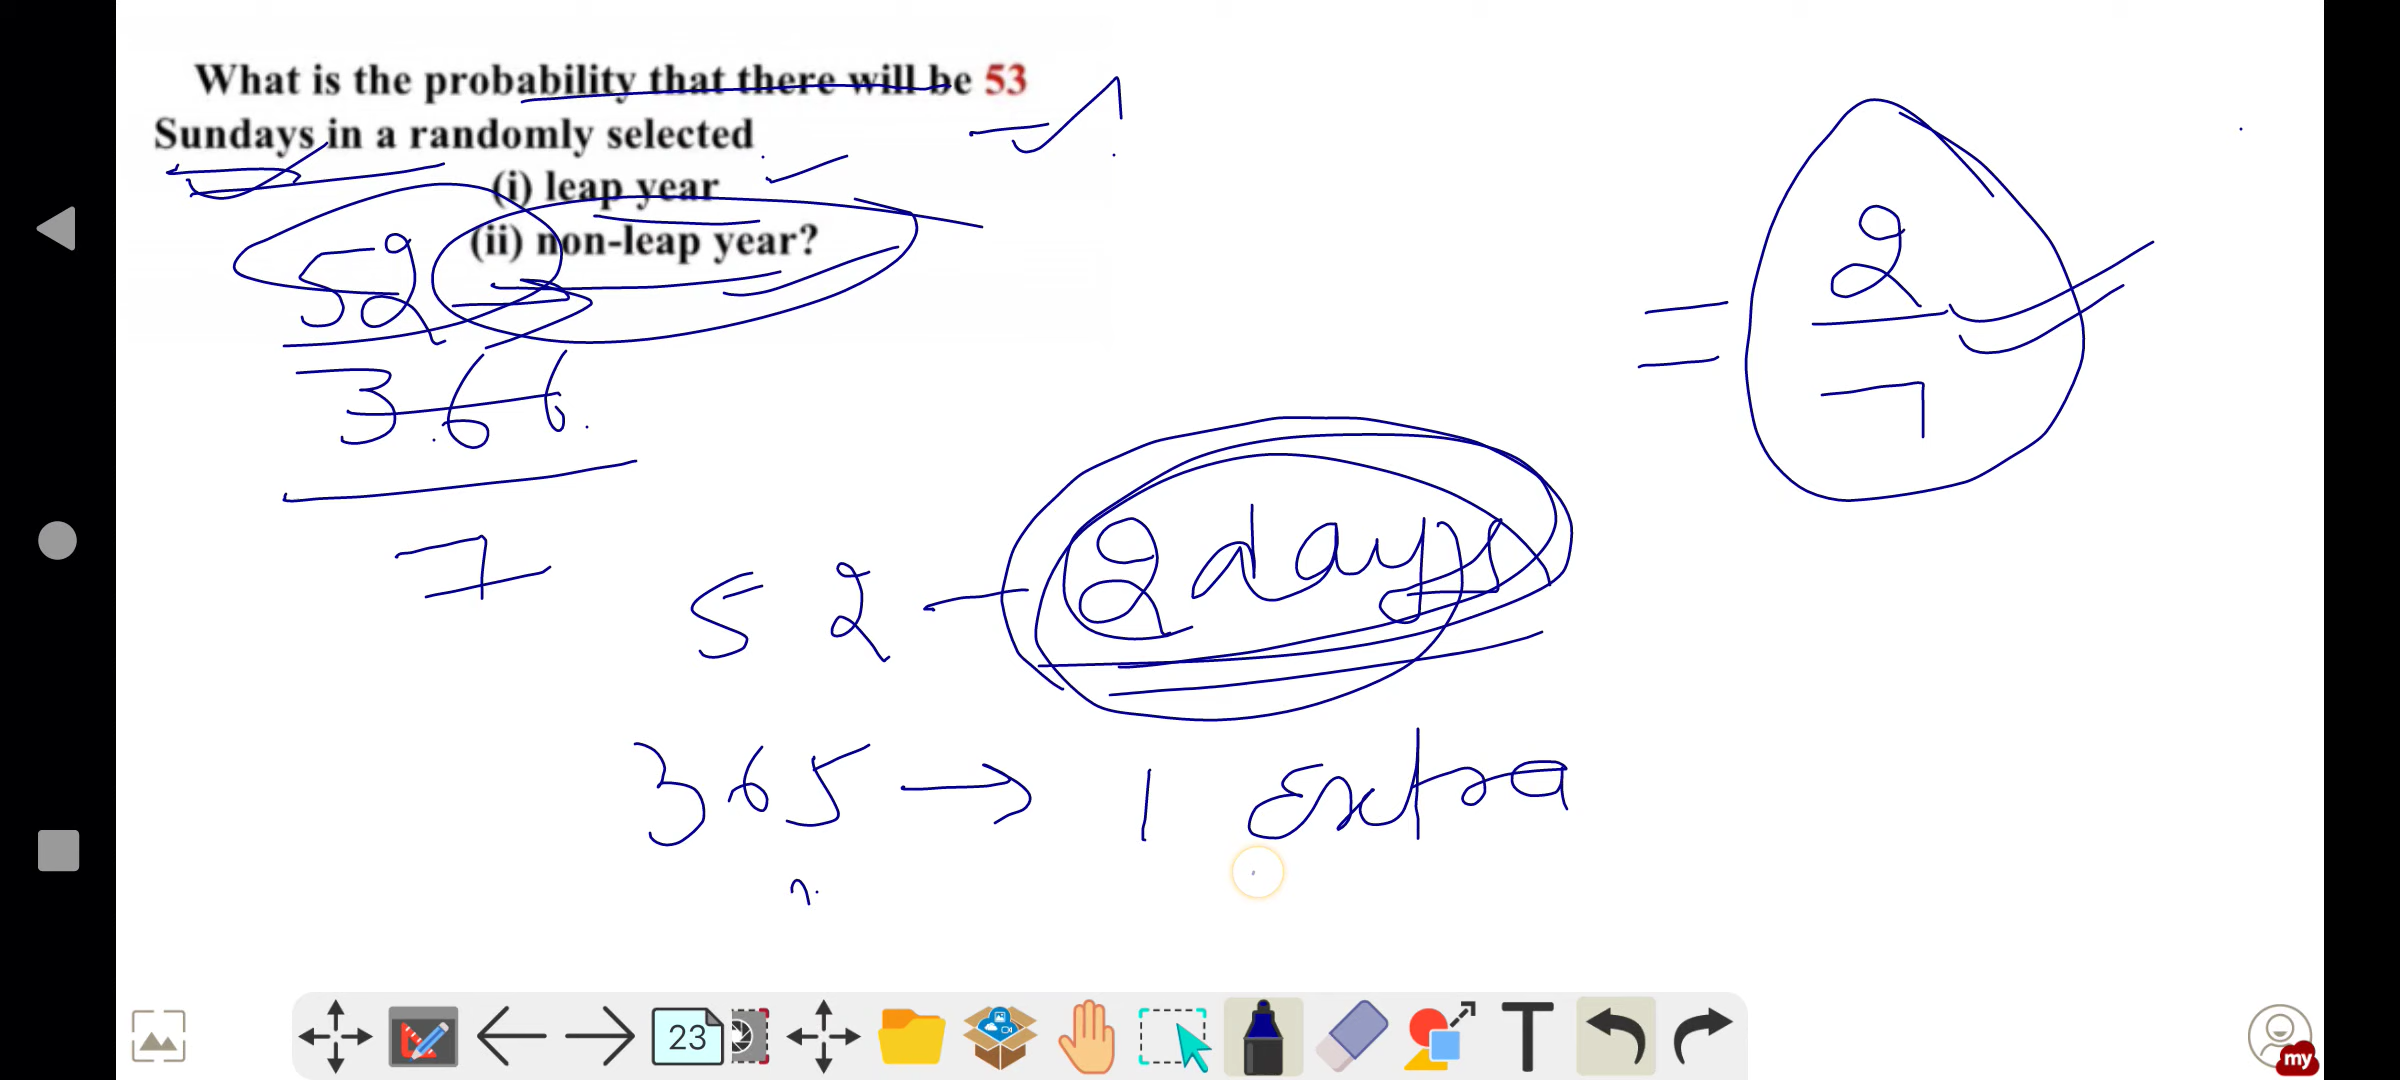 What is the probability that there will be 53
Sundays in a randomly selected
(i) leap year
(ii) non-leap year?
52
366
7
52 - 2 days
= 2
7
365 → 1 Extra
23
T
my